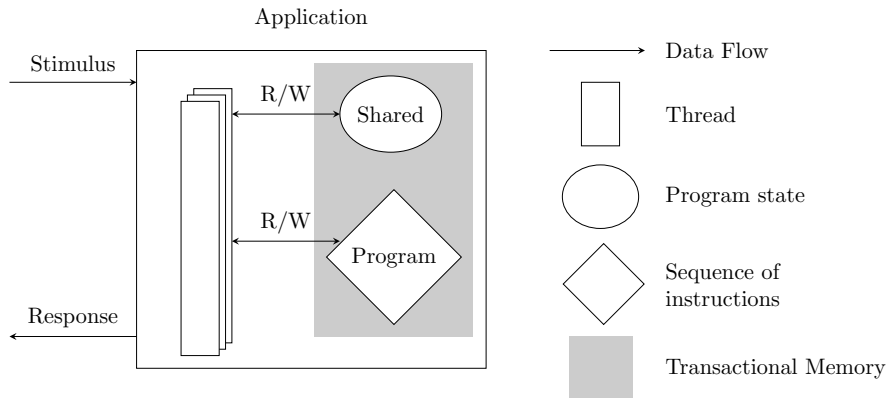 Application
Stimulus
R/W
Shared
R/W
Program
Response
Data Flow
Thread
Program state
Sequence of
instructions
Transactional Memory